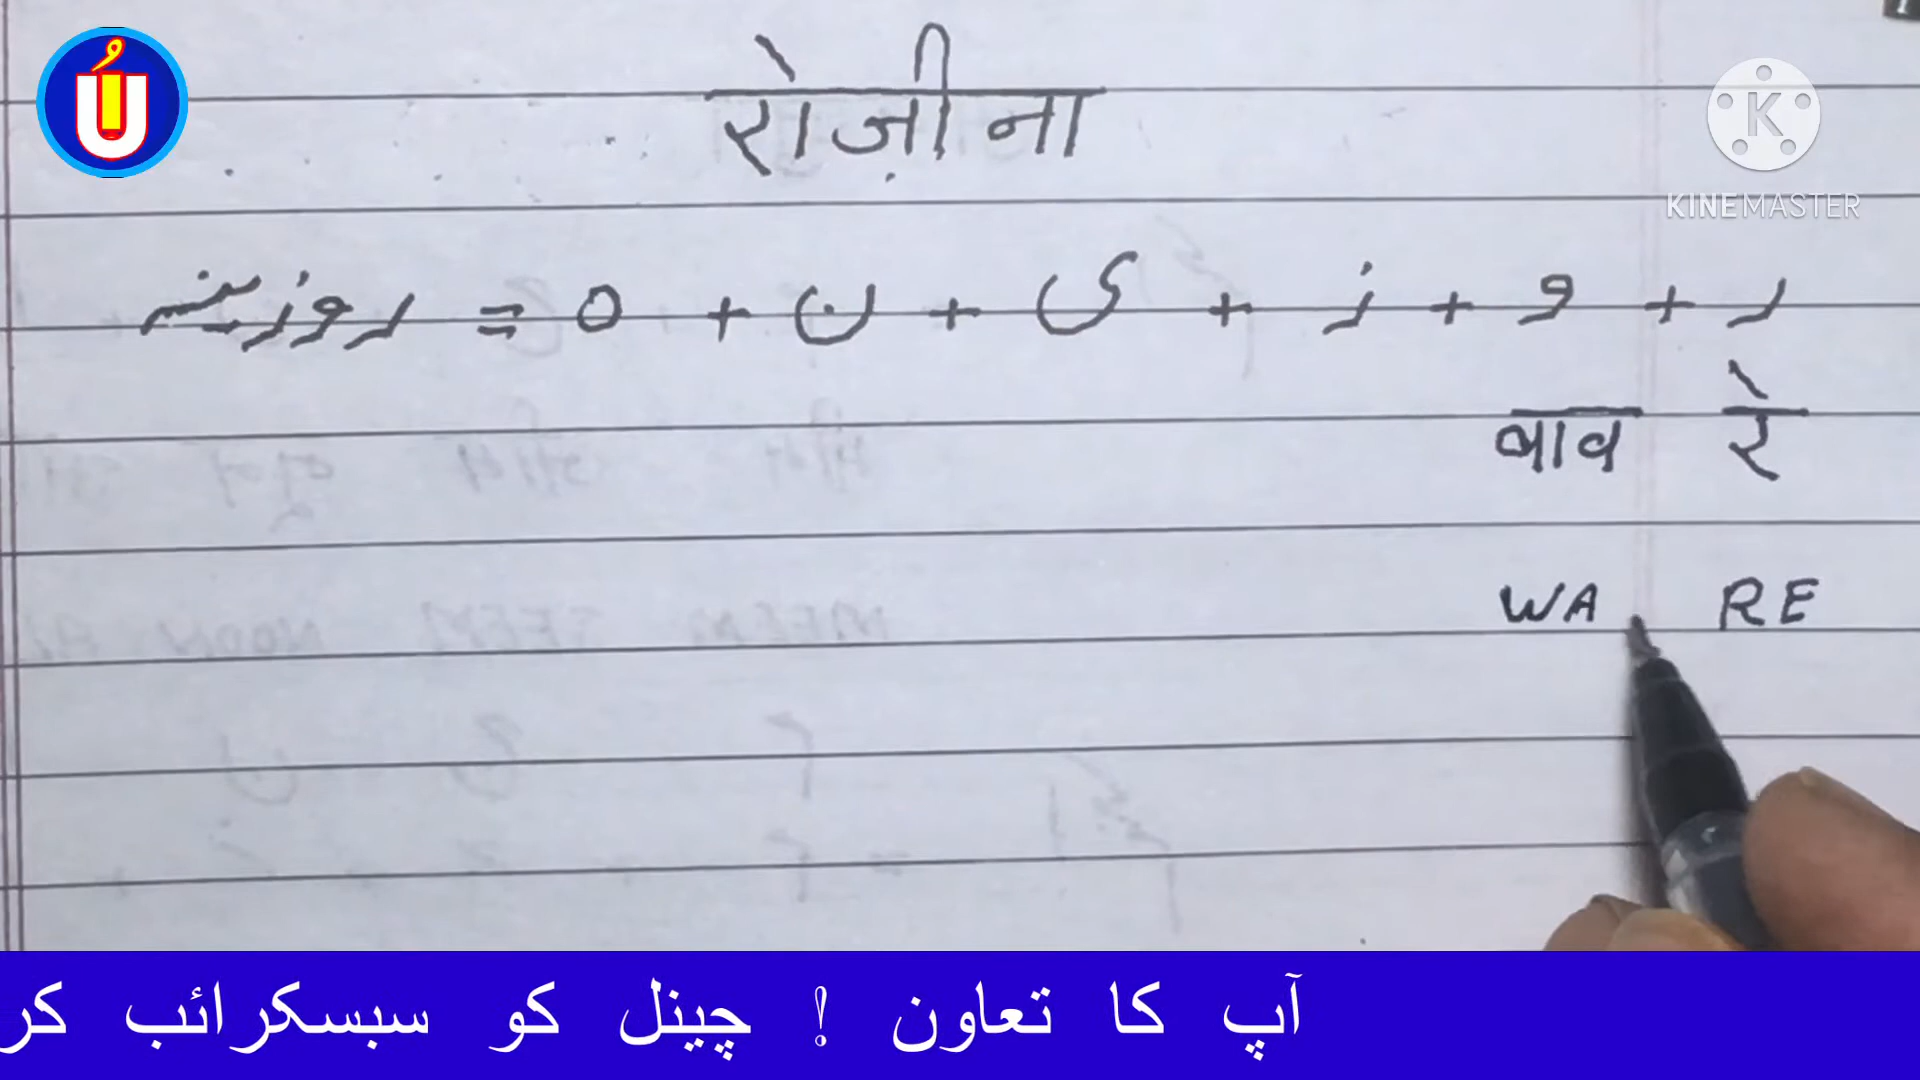 रोज़ीना
ر + و + ز + ی + ن + ہ = روزینہ
रे वाव
RE WA
آپ کا تعاون ! چینل کو سبسکرائب کر
KINEMASTER